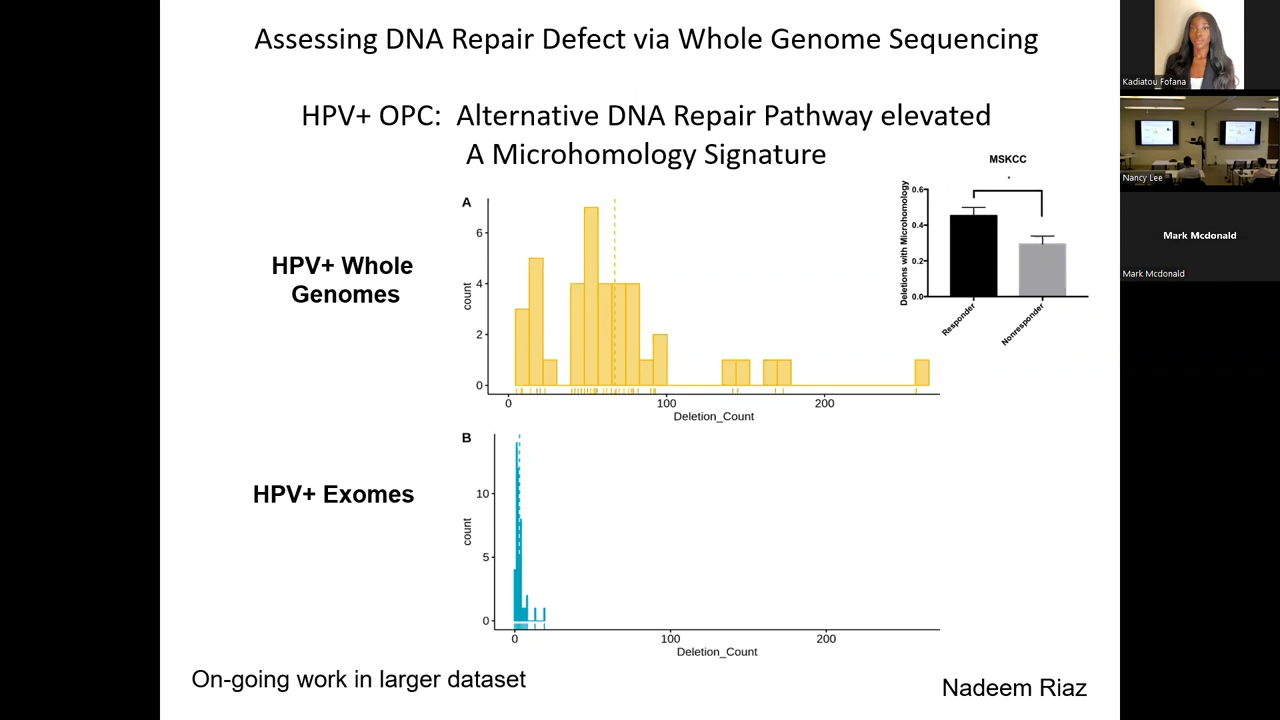 Assessing DNA Repair Defect via Whole Genome Sequencing
HPV+ OPC: Alternative DNA Repair Pathway elevated
A Microhomology Signature
MSKCC
*
Deletions with Microhomology
0.6
0.4
0.2
0.0
Responder
Nonresponder
HPV+ Whole
Genomes
A
count
6
4
2
0
0 100 200
Deletion_Count
HPV+ Exomes
B
count
10
5
0
0 100 200
Deletion_Count
On-going work in larger dataset
Nadeem Riaz
Kadiatou Fofana
Nancy Lee
Mark Mcdonald
Mark Mcdonald